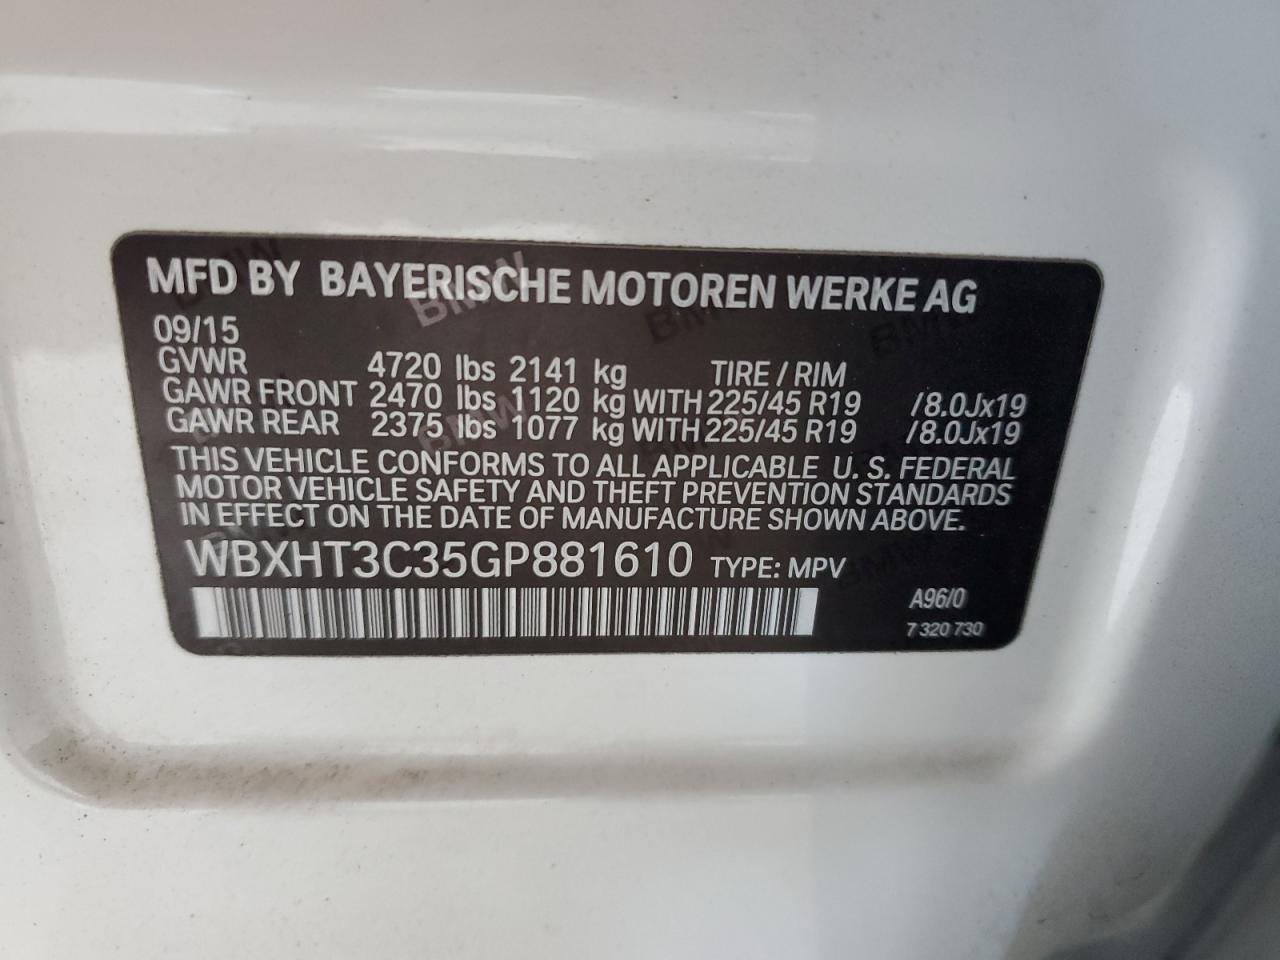 MFD BY BAYERISCHE MOTOREN WERKE AG
09/15
GVWR 4720 lbs 2141 kg TIRE / RIM
GAWR FRONT 2470 lbs 1120 kg WITH 225/45 R19 /8.0Jx19
GAWR REAR 2375 lbs 1077 kg WITH 225/45 R19 /8.0Jx19
THIS VEHICLE CONFORMS TO ALL APPLICABLE U. S. FEDERAL
MOTOR VEHICLE SAFETY AND THEFT PREVENTION STANDARDS
IN EFFECT ON THE DATE OF MANUFACTURE SHOWN ABOVE.
WBXHT3C35GP881610 TYPE: MPV
A96/0
7 320 730